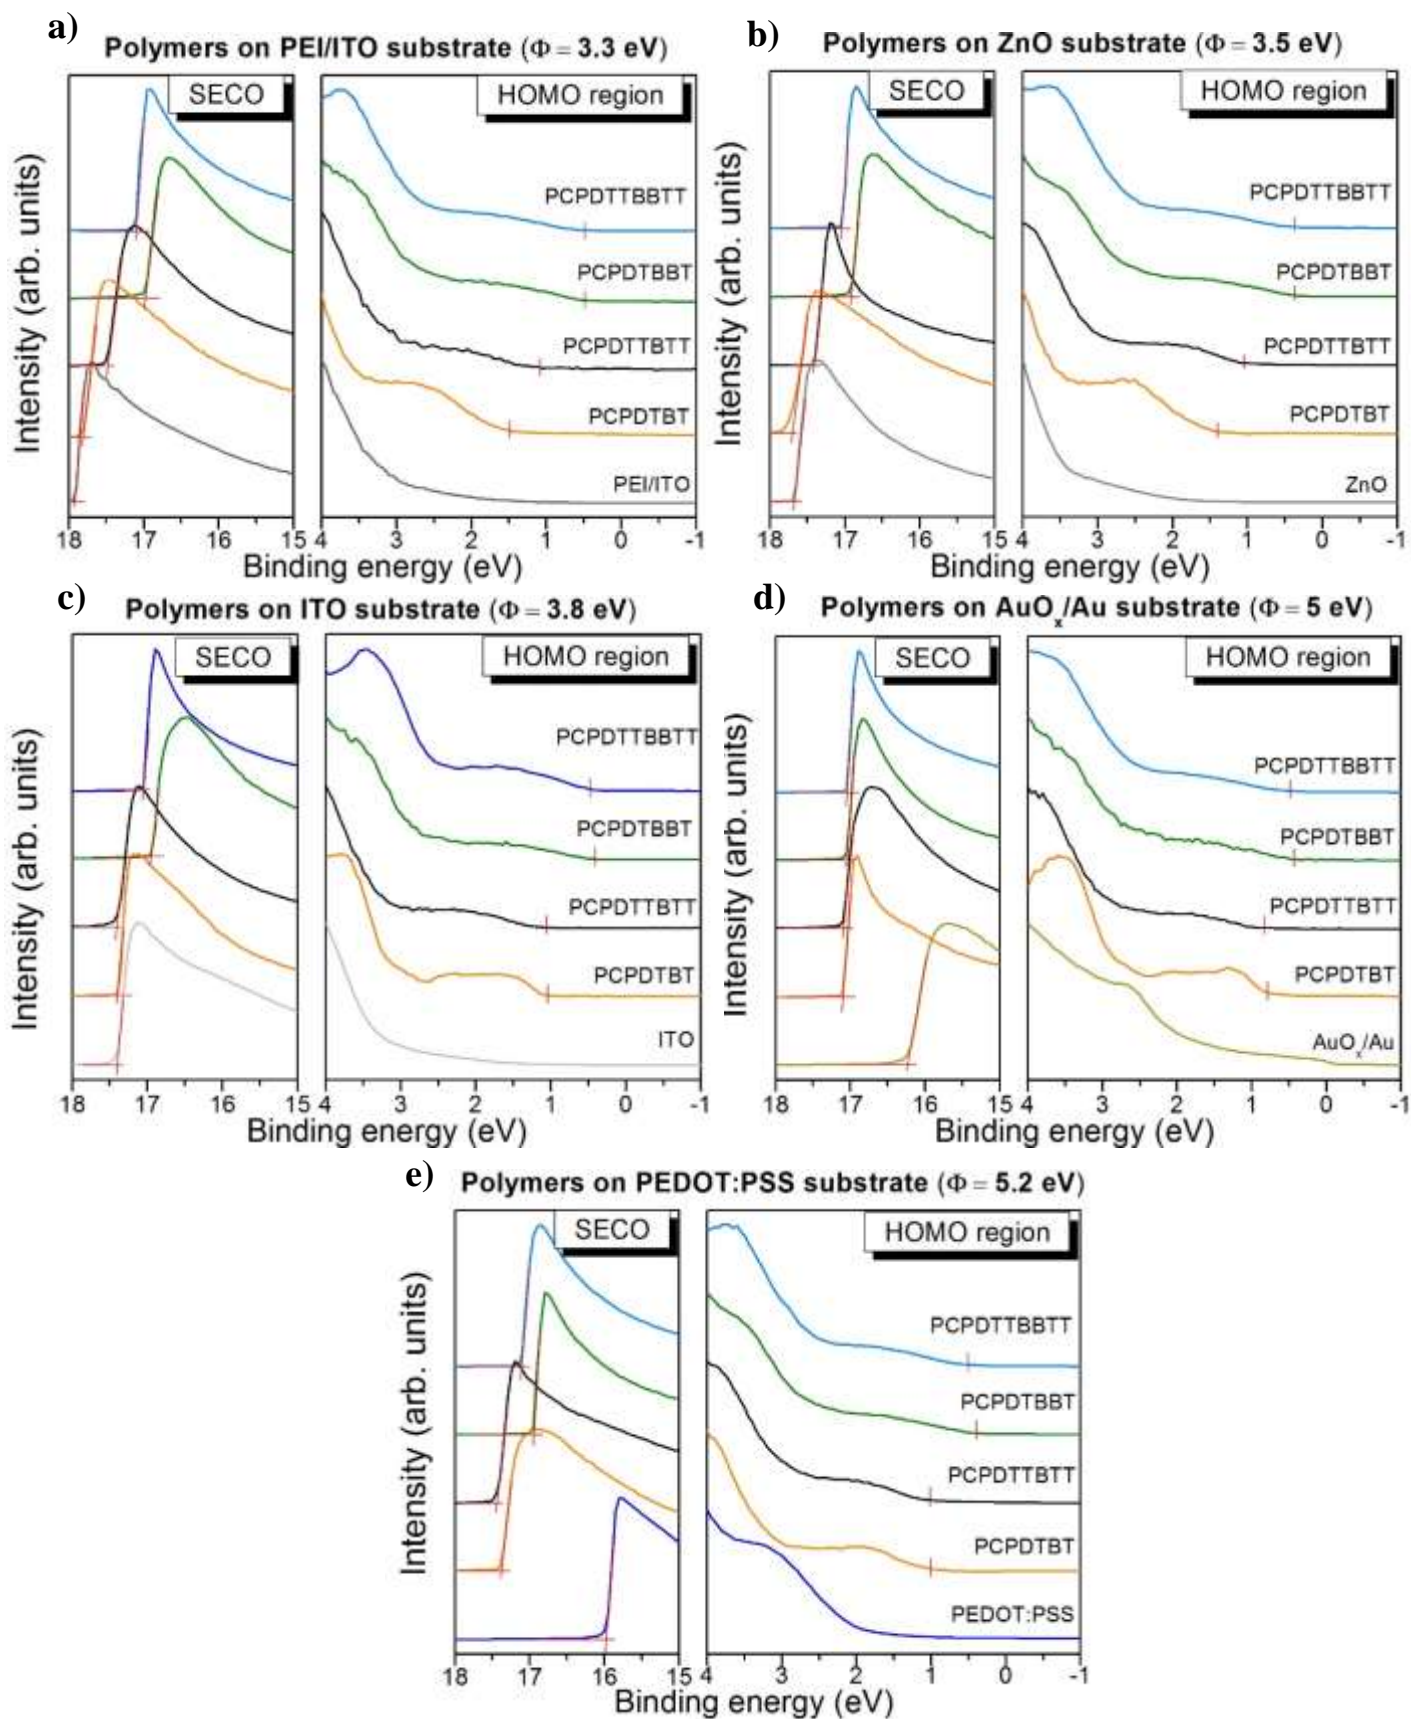 a)
Polymers on PEI/ITO substrate (Φ = 3.3 eV)
SECO
HOMO region
Intensity (arb. units)
PCPDTTBBTT
PCPDTBBT
PCPDTTBTT
PCPDTBT
PEI/ITO
18 17 16 15 4 3 2 1 0 -1
Binding energy (eV)
b)
Polymers on ZnO substrate (Φ = 3.5 eV)
SECO
HOMO region
Intensity (arb. units)
PCPDTTBBTT
PCPDTBBT
PCPDTTBTT
PCPDTBT
ZnO
18 17 16 15 4 3 2 1 0 -1
Binding energy (eV)
c)
Polymers on ITO substrate (Φ = 3.8 eV)
SECO
HOMO region
Intensity (arb. units)
PCPDTTBBTT
PCPDTBBT
PCPDTTBTT
PCPDTBT
ITO
18 17 16 15 4 3 2 1 0 -1
Binding energy (eV)
d)
Polymers on AuOₓ/Au substrate (Φ = 5 eV)
SECO
HOMO region
Intensity (arb. units)
PCPDTTBBTT
PCPDTBBT
PCPDTTBTT
PCPDTBT
AuOₓ/Au
18 17 16 15 4 3 2 1 0 -1
Binding energy (eV)
e)
Polymers on PEDOT:PSS substrate (Φ = 5.2 eV)
SECO
HOMO region
Intensity (arb. units)
PCPDTTBBTT
PCPDTBBT
PCPDTTBTT
PCPDTBT
PEDOT:PSS
18 17 16 15 4 3 2 1 0 -1
Binding energy (eV)